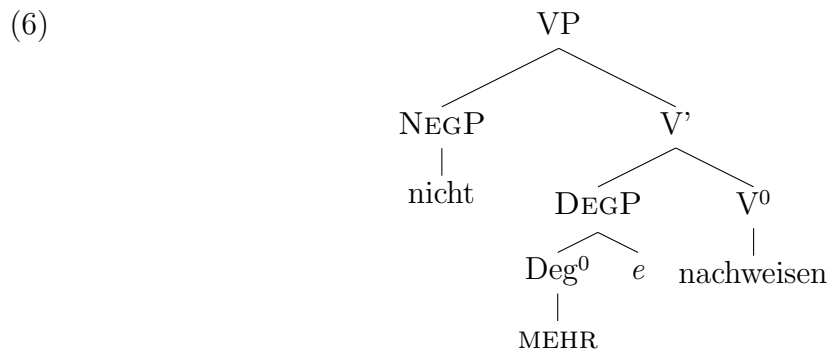 (6) VP
NEGP V’
nicht DEGP V⁰
Deg⁰ e nachweisen
MEHR